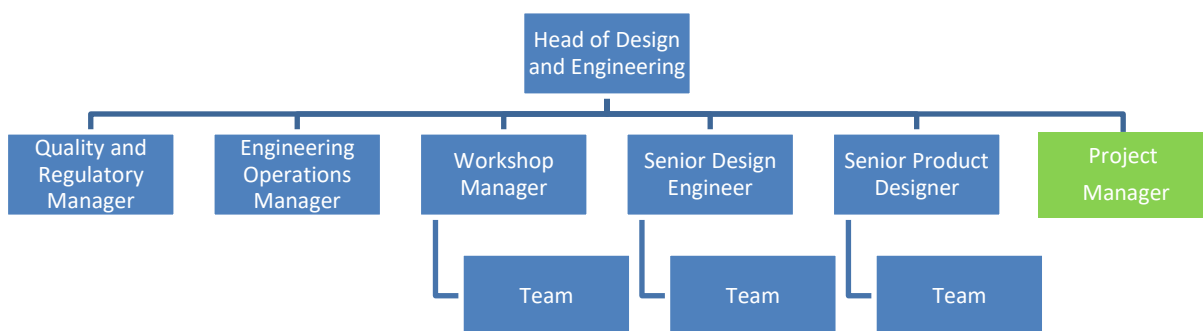 Head of Design
and Engineering
Quality and
Regulatory
Manager
Engineering
Operations
Manager
Workshop
Manager
Senior Design
Engineer
Senior Product
Designer
Project
Manager
Team
Team
Team